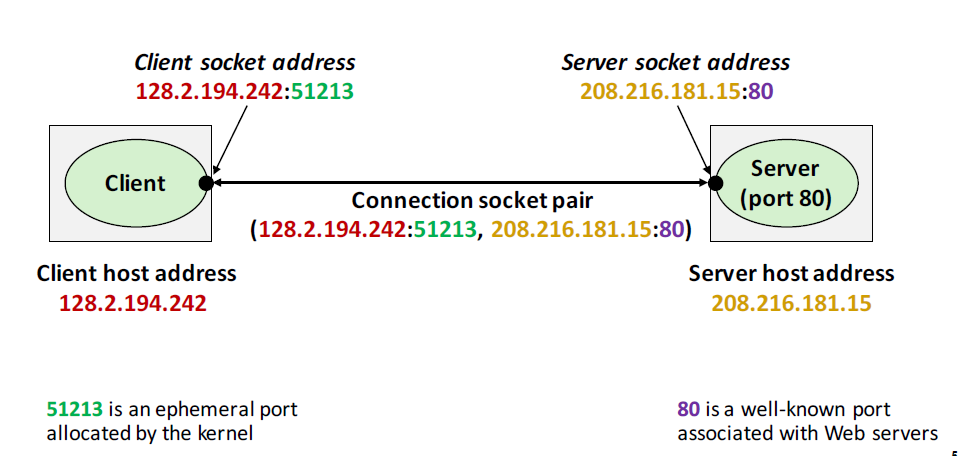 Client socket address
128.2.194.242:51213
Server socket address
208.216.181.15:80
Client
Server
(port 80)
Connection socket pair
(128.2.194.242:51213, 208.216.181.15:80)
Client host address
128.2.194.242
Server host address
208.216.181.15
51213 is an ephemeral port
allocated by the kernel
80 is a well-known port
associated with Web servers